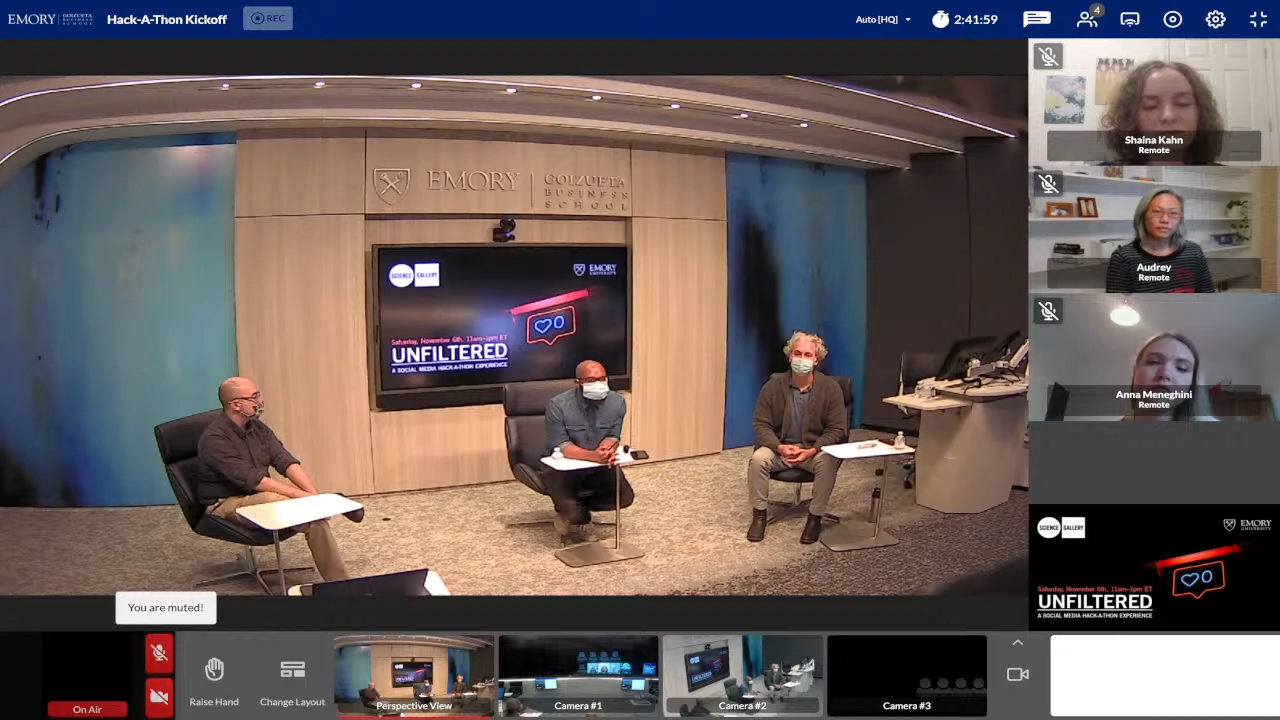 EMORY GOIZUETA BUSINESS SCHOOL
Hack-A-Thon Kickoff
REC
Auto [HQ]
2:41:59
4
EMORY
GOIZUETA
BUSINESS
SCHOOL
SCIENCE GALLERY
EMORY
UNIVERSITY
Saturday, November 6th, 11am-1pm ET
UNFILTERED
A SOCIAL MEDIA HACK-A-THON EXPERIENCE
0
Shaina Kahn
Remote
Audrey
Remote
Anna Meneghini
Remote
SCIENCE GALLERY
EMORY
UNIVERSITY
0
Saturday, November 6th, 11am-1pm ET
UNFILTERED
A SOCIAL MEDIA HACK-A-THON EXPERIENCE
You are muted!
On Air
Raise Hand
Change Layout
Perspective View
Camera #1
Camera #2
Camera #3